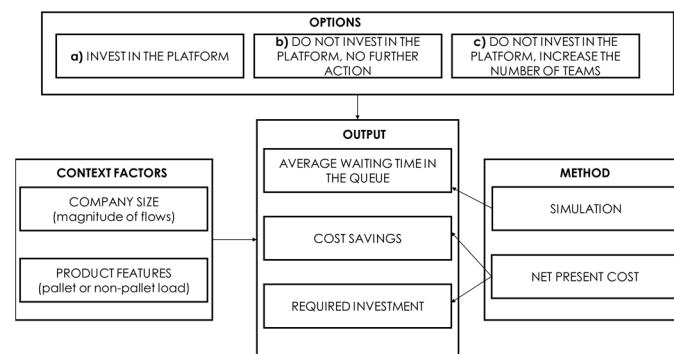 OPTIONS
a) INVEST IN THE PLATFORM
b) DO NOT INVEST IN THE
PLATFORM, NO FURTHER
ACTION
c) DO NOT INVEST IN THE
PLATFORM, INCREASE THE
NUMBER OF TEAMS
CONTEXT FACTORS
COMPANY SIZE
(magnitude of flows)
PRODUCT FEATURES
(pallet or non-pallet load)
OUTPUT
AVERAGE WAITING TIME IN
THE QUEUE
COST SAVINGS
REQUIRED INVESTMENT
METHOD
SIMULATION
NET PRESENT COST